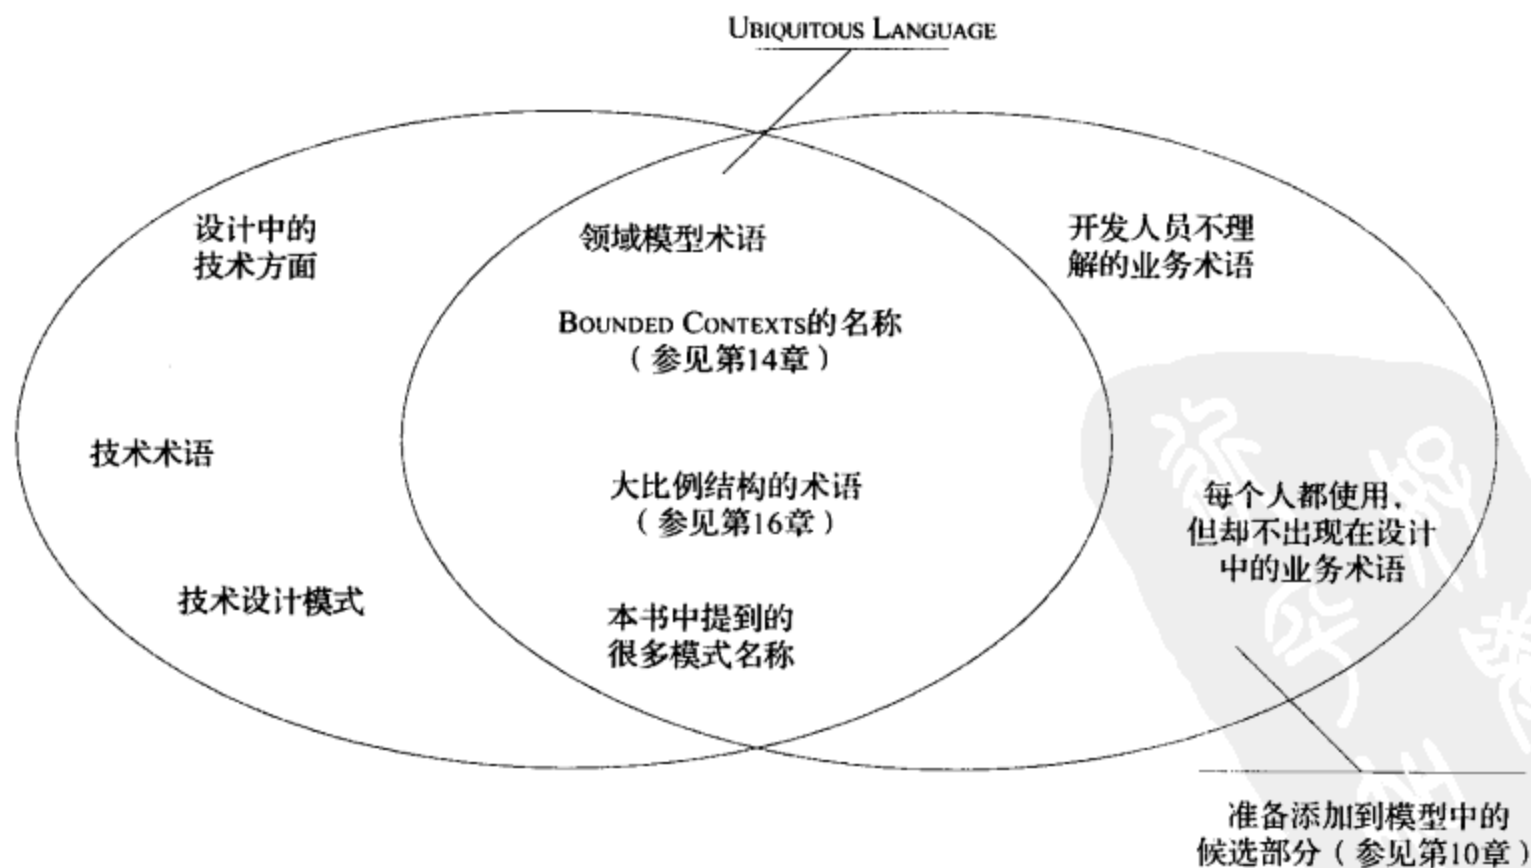 UBIQUITOUS LANGUAGE
设计中的
技术方面
技术术语
技术设计模式
领域模型术语
BOUNDED CONTEXTS的名称
（参见第14章）
大比例结构的术语
（参见第16章）
本书中提到的
很多模式名称
开发人员不理
解的业务术语
每个人都使用，
但却不出现在设计
中的业务术语
准备添加到模型中的
候选部分（参见第10章）